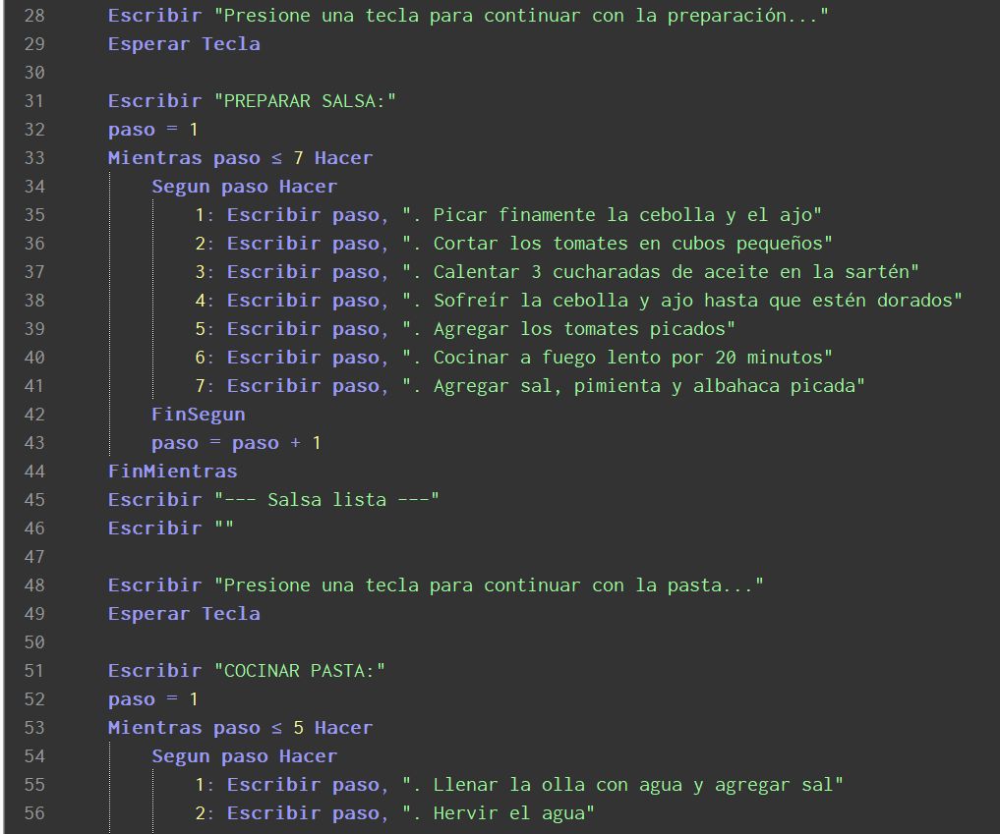 28 Escribir "Presione una tecla para continuar con la preparación..."
29 Esperar Tecla
30
31 Escribir "PREPARAR SALSA:"
32 paso = 1
33 Mientras paso ≤ 7 Hacer
34 Segun paso Hacer
35 1: Escribir paso, ". Picar finamente la cebolla y el ajo"
36 2: Escribir paso, ". Cortar los tomates en cubos pequeños"
37 3: Escribir paso, ". Calentar 3 cucharadas de aceite en la sartén"
38 4: Escribir paso, ". Sofreír la cebolla y ajo hasta que estén dorados"
39 5: Escribir paso, ". Agregar los tomates picados"
40 6: Escribir paso, ". Cocinar a fuego lento por 20 minutos"
41 7: Escribir paso, ". Agregar sal, pimienta y albahaca picada"
42 FinSegun
43 paso = paso + 1
44 FinMientras
45 Escribir "--- Salsa lista ---"
46 Escribir ""
47
48 Escribir "Presione una tecla para continuar con la pasta..."
49 Esperar Tecla
50
51 Escribir "COCINAR PASTA:"
52 paso = 1
53 Mientras paso ≤ 5 Hacer
54 Segun paso Hacer
55 1: Escribir paso, ". Llenar la olla con agua y agregar sal"
56 2: Escribir paso, ". Hervir el agua"